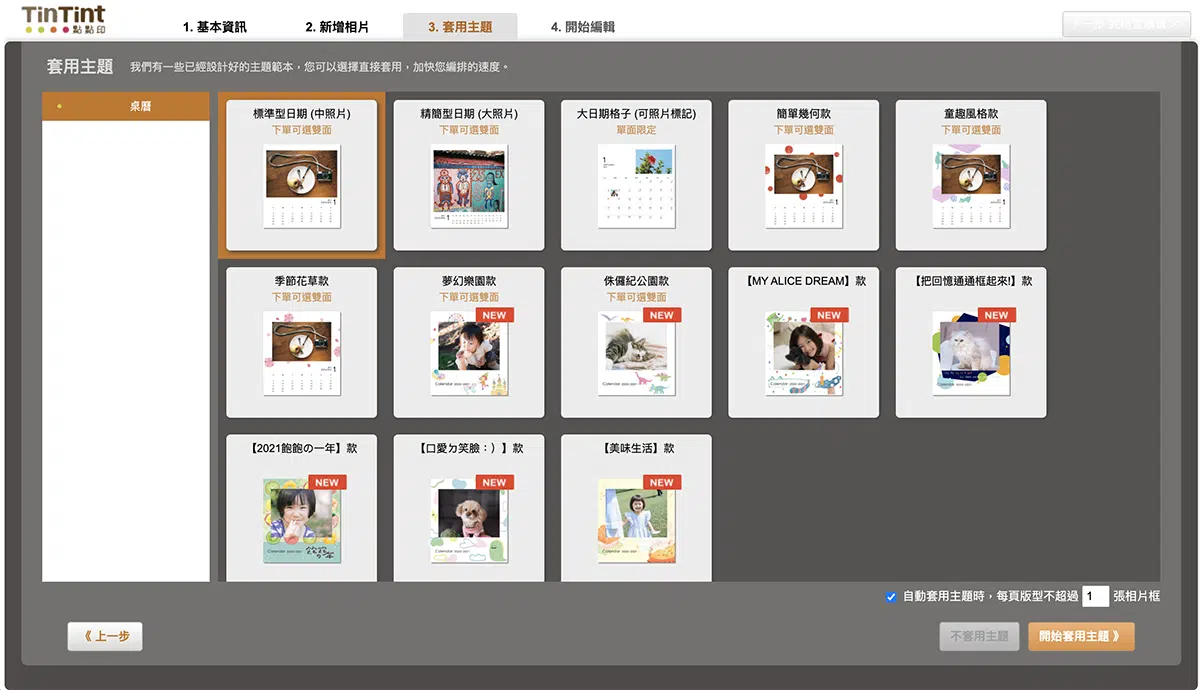 TinTint
點點印
1. 基本資訊
2. 新增相片
3. 套用主題
4. 開始編輯
套用主題
我們有一些已經設計好的主題範本，您可以選擇直接套用，加快您編排的速度。
桌曆
標準型日期 (中照片)
下單可選雙面
精簡型日期 (大照片)
下單可選雙面
大日期格子 (可照片標記)
單面限定
簡單幾何款
下單可選雙面
童趣風格款
下單可選雙面
季節花草款
下單可選雙面
夢幻樂園款
下單可選雙面
NEW
侏儸紀公園款
下單可選雙面
NEW
【MY ALICE DREAM】款
NEW
【把回憶通通框起來!】款
NEW
【2021飽飽の一年】款
NEW
【口愛ㄉ笑臉：）】款
NEW
【美味生活】款
NEW
自動套用主題時，每頁版型不超過 1 張相片框
《 上一步
不套用主題
開始套用主題 》